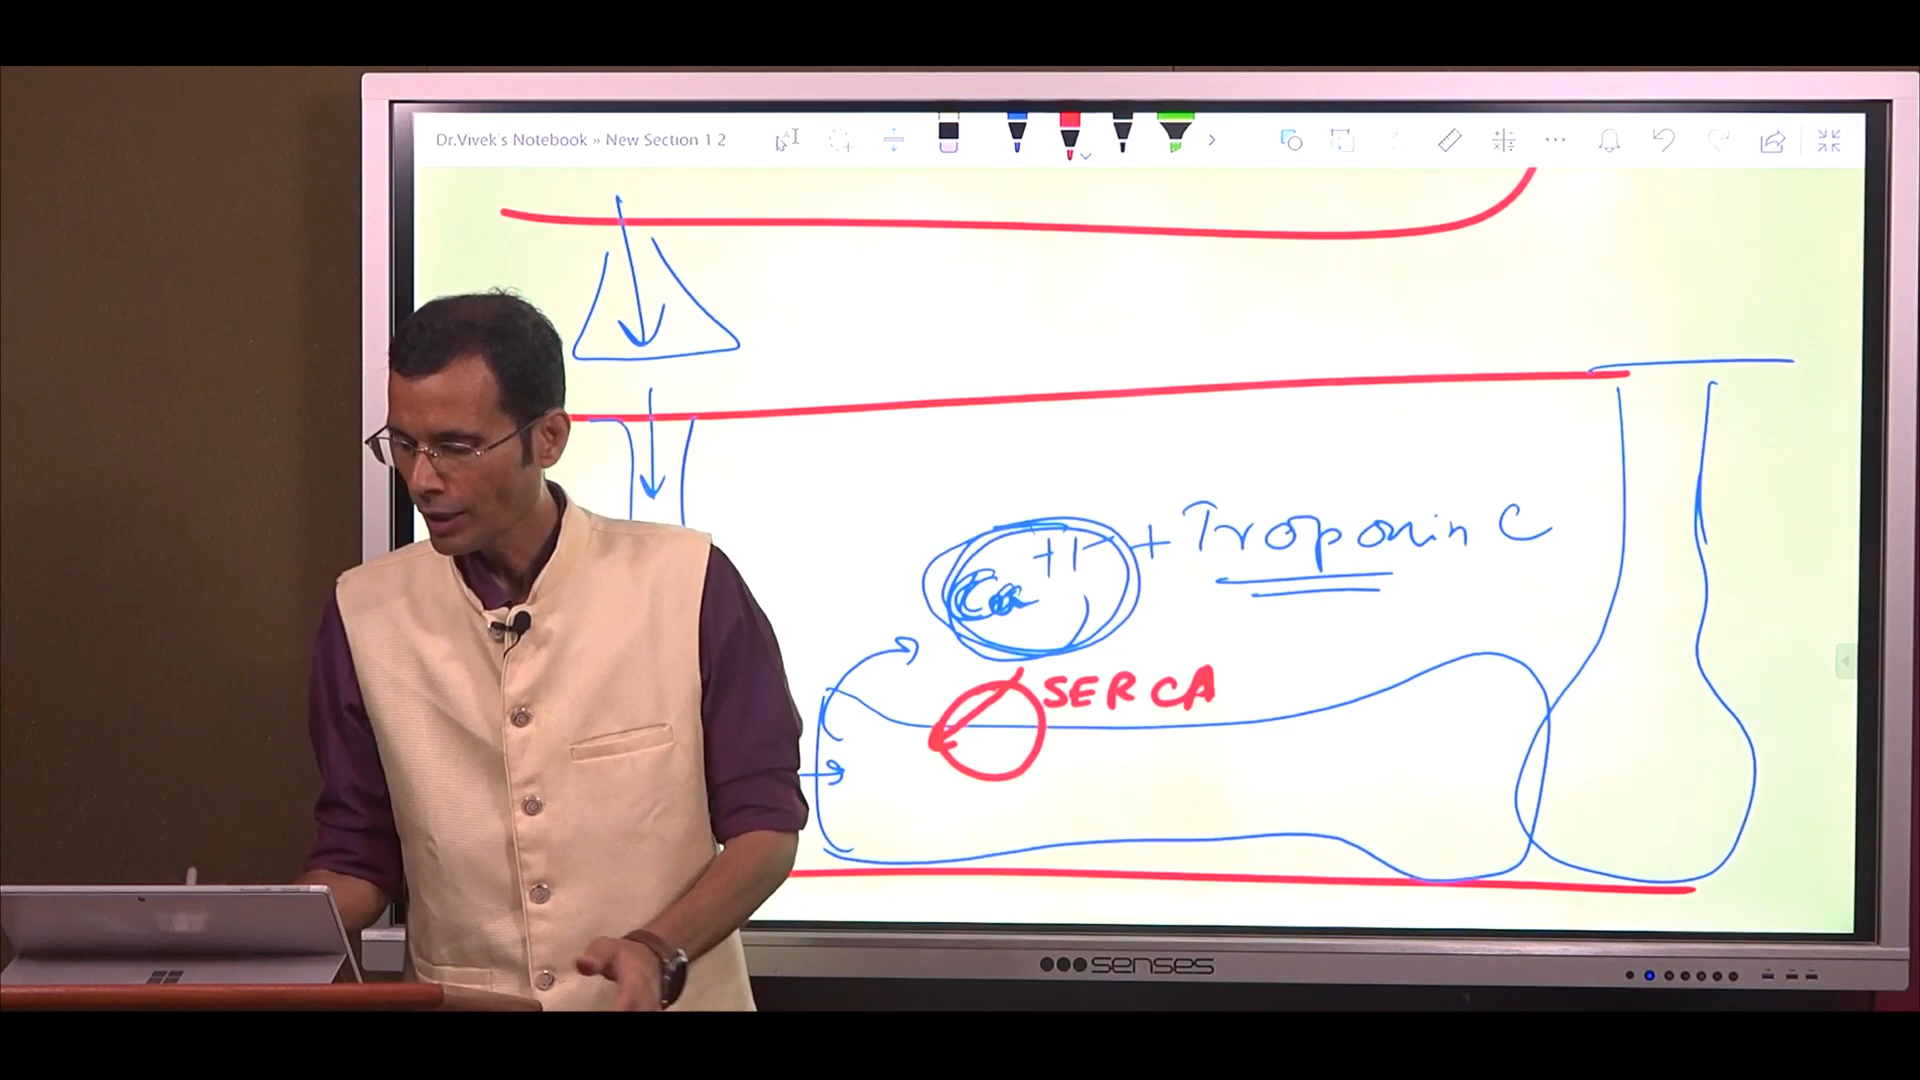 Dr.Vivek's Notebook » New Section 1 2
Ca++ + Troponin C
SERCA
senses